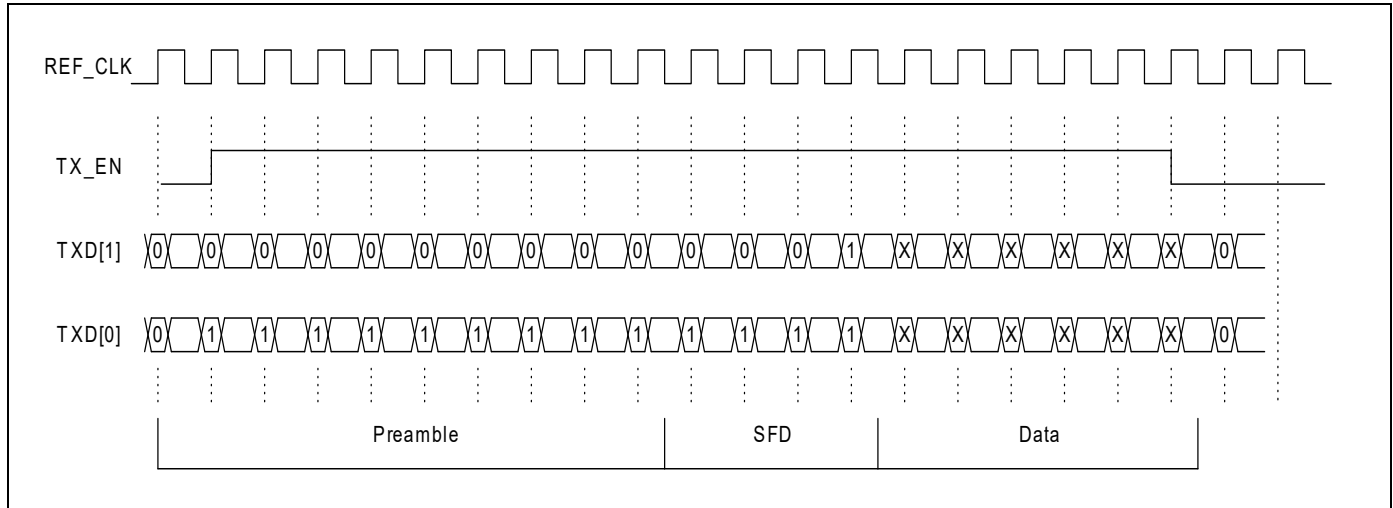 REF_CLK
TX_EN
TXD[1] 0 0 0 0 0 0 0 0 0 0 0 0 0 1 X X X X X X 0
TXD[0] 0 1 1 1 1 1 1 1 1 1 1 1 1 1 X X X X X X 0
Preamble SFD Data